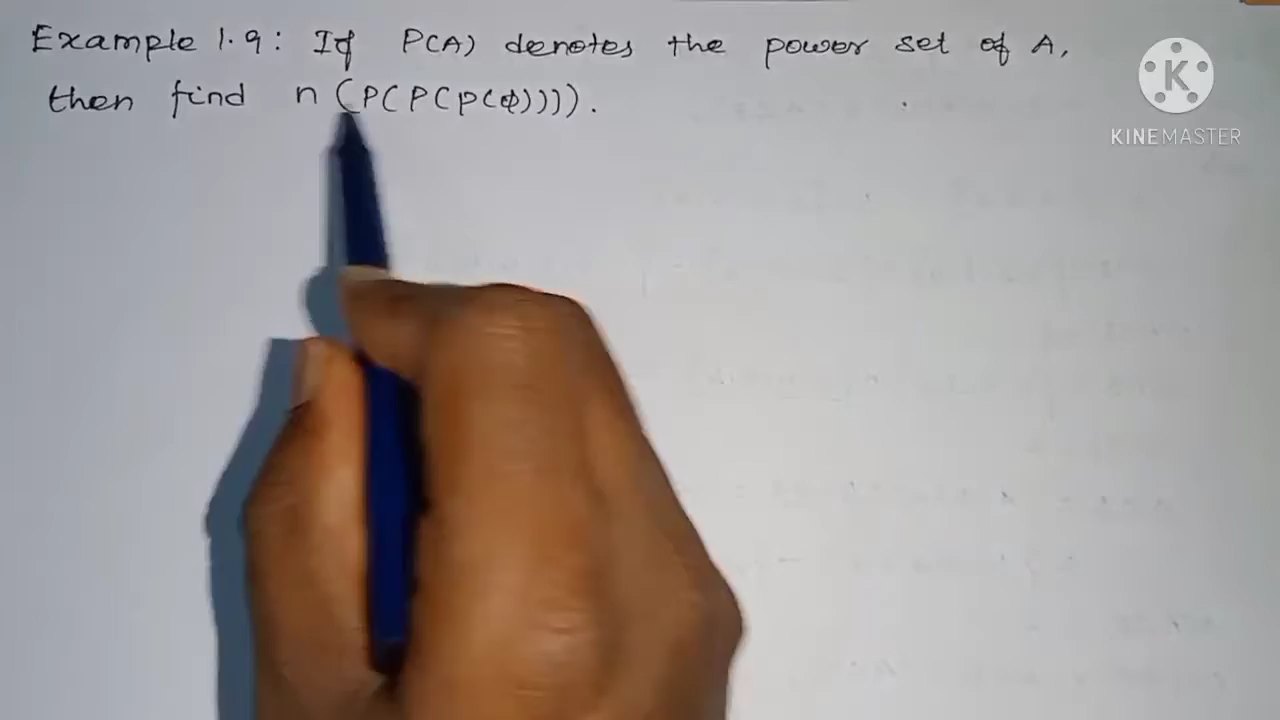 Example 1.9: If P(A) denotes the power set of A,
then find n(P(P(P(φ)))).
K
KINEMASTER